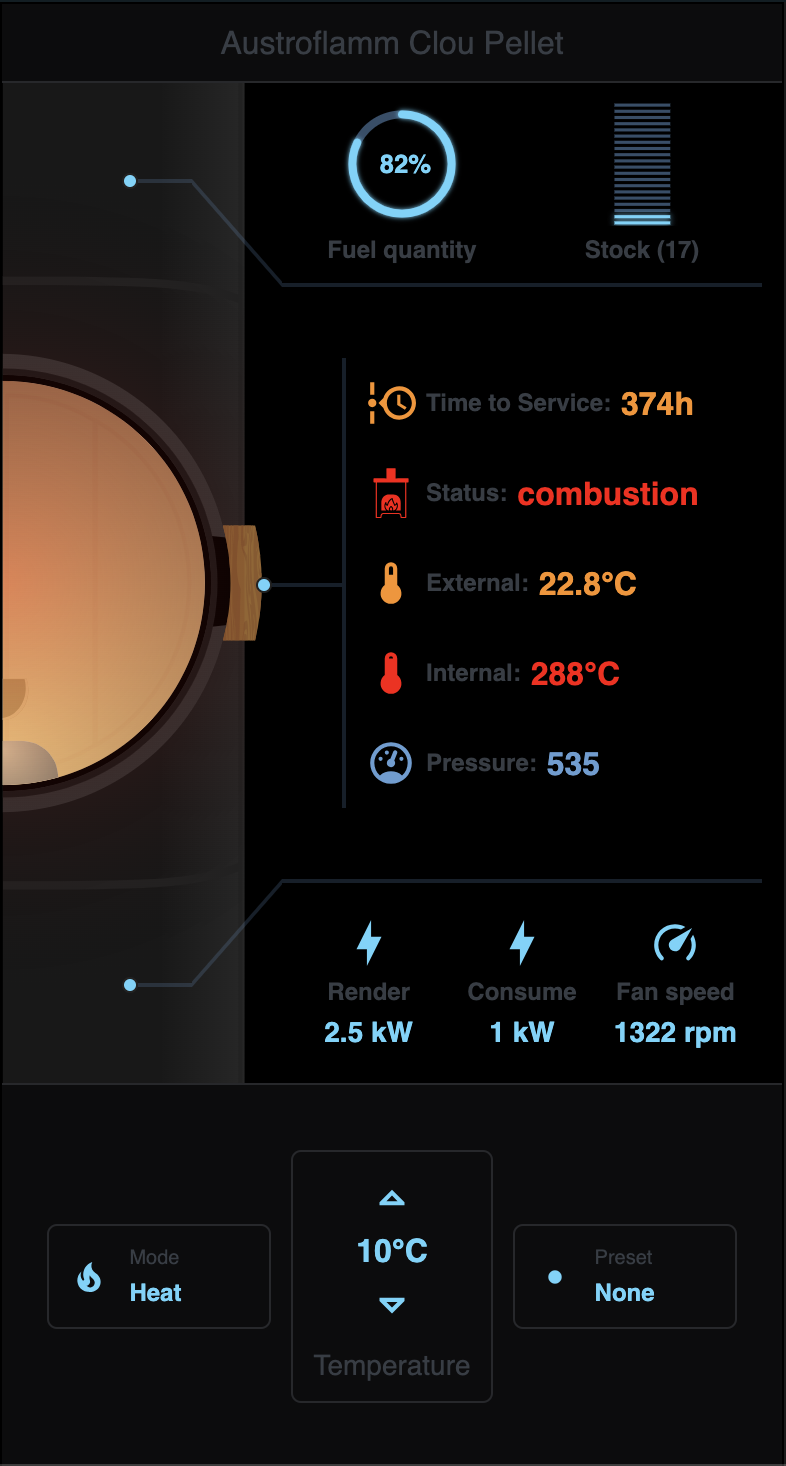 Austroflamm Clou Pellet
82%
Fuel quantity
Stock (17)
Time to Service: 374h
Status: combustion
External: 22.8°C
Internal: 288°C
Pressure: 535
Render
Consume
Fan speed
2.5 kW
1 kW
1322 rpm
Mode
Heat
10°C
Temperature
Preset
None